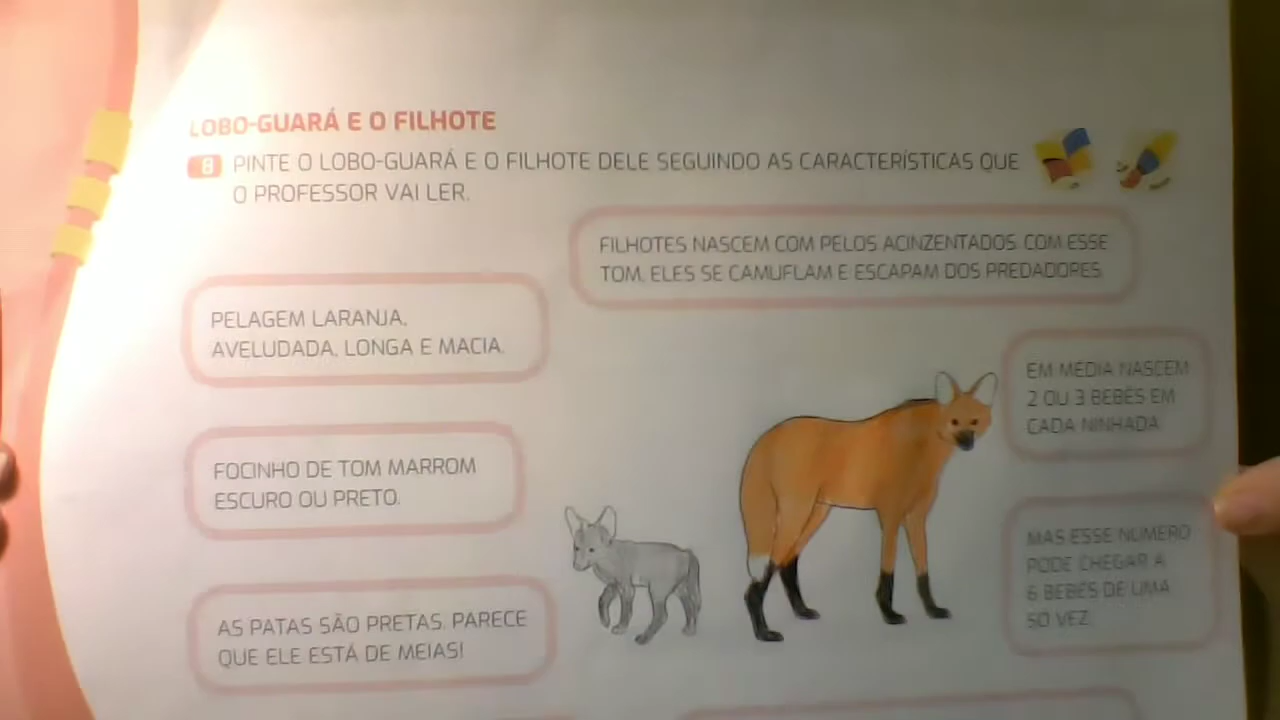 LOBO-GUARÁ E O FILHOTE
8 PINTE O LOBO-GUARÁ E O FILHOTE DELE SEGUINDO AS CARACTERÍSTICAS QUE
O PROFESSOR VAI LER.
FILHOTES NASCEM COM PELOS ACINZENTADOS. COM ESSE
TOM, ELES SE CAMUFLAM E ESCAPAM DOS PREDADORES.
PELAGEM LARANJA,
AVELUDADA, LONGA E MACIA.
EM MÉDIA NASCEM
2 OU 3 BEBÊS EM
CADA NINHADA.
FOCINHO DE TOM MARROM
ESCURO OU PRETO.
MAS ESSE NÚMERO
PODE CHEGAR A
6 BEBÊS DE UMA
SÓ VEZ.
AS PATAS SÃO PRETAS. PARECE
QUE ELE ESTÁ DE MEIAS!